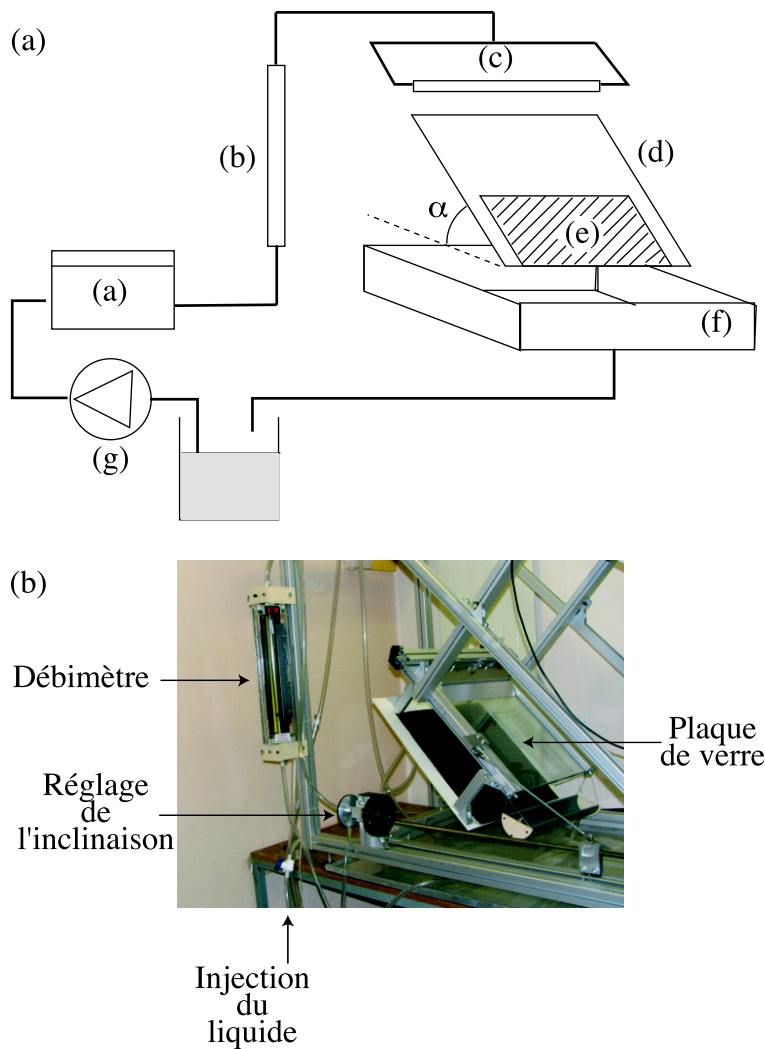 (a)
(c)
(b)
(d)
α
(e)
(a)
(f)
(g)
(b)
Débimètre
Plaque
de verre
Réglage
de
l'inclinaison
Injection
du
liquide